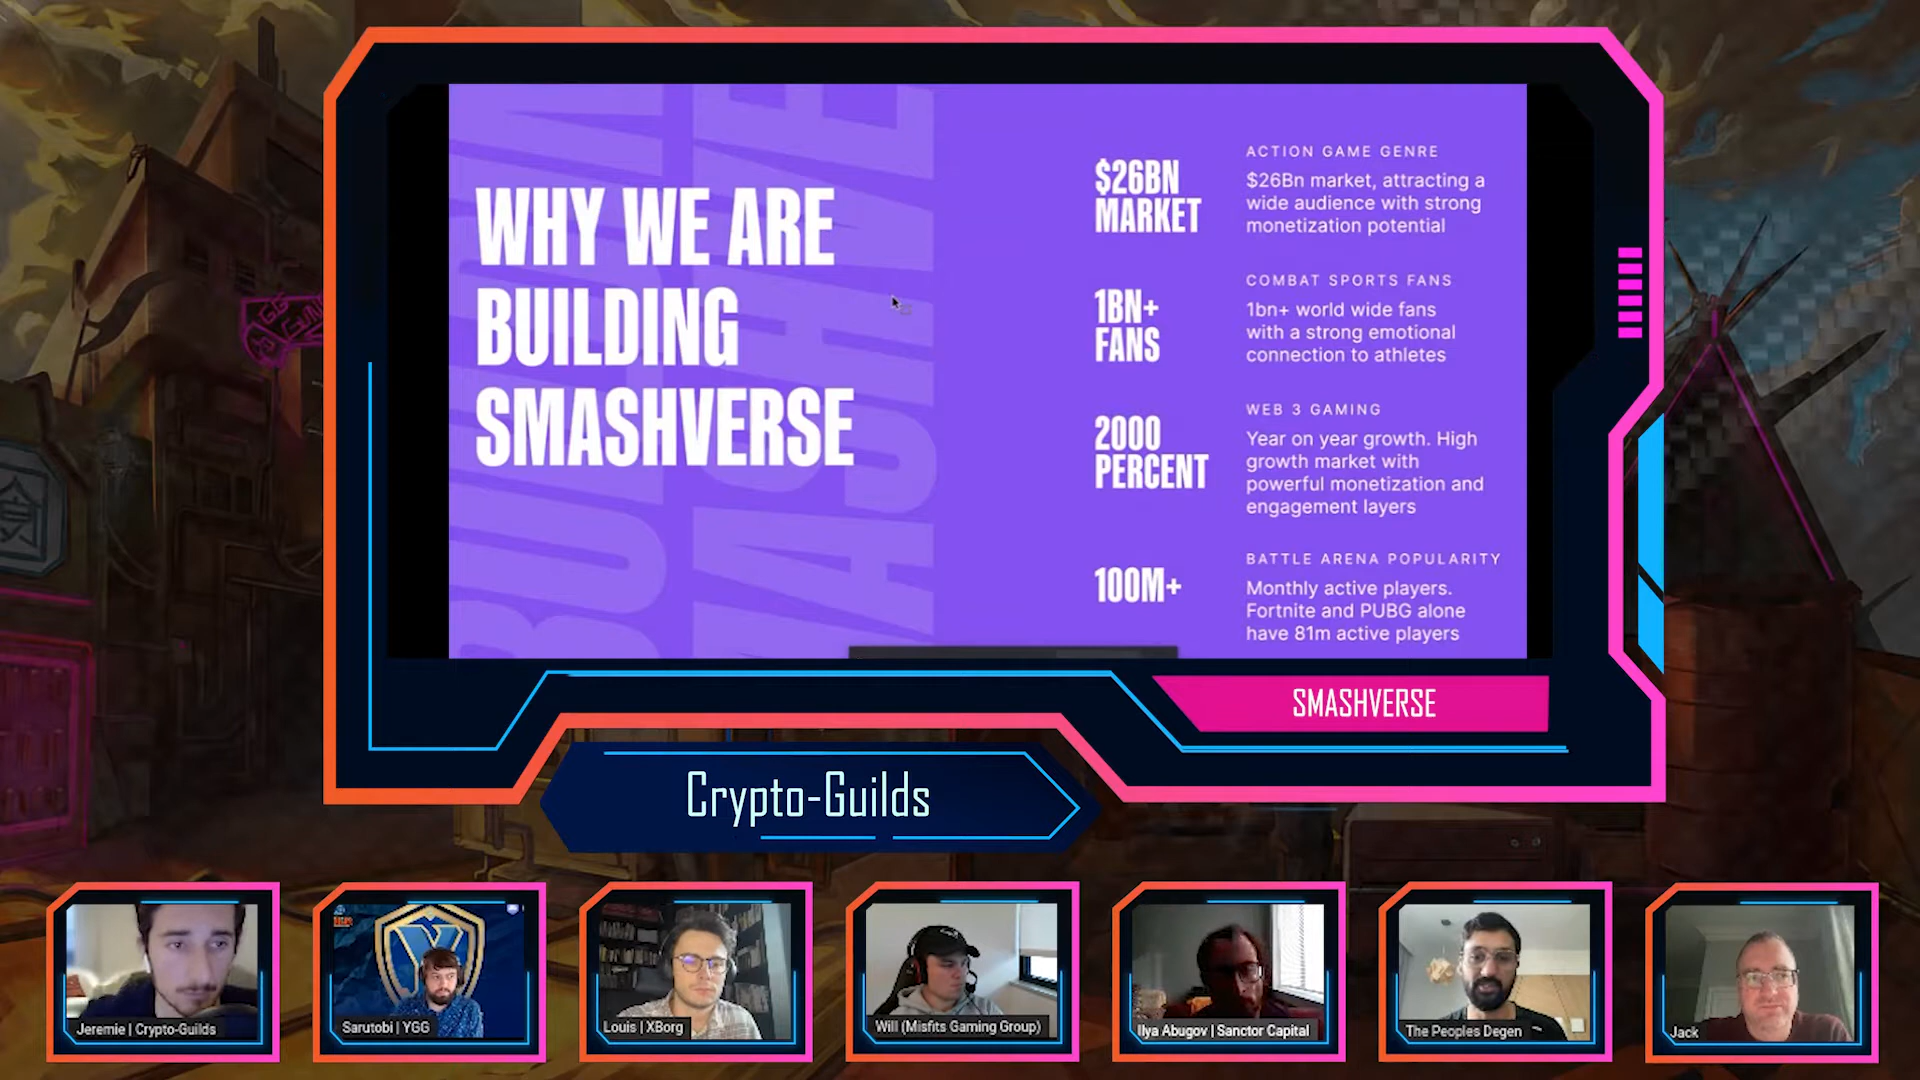 WHY WE ARE
BUILDING
SMASHVERSE
$26BN
MARKET
ACTION GAME GENRE
$26Bn market, attracting a
wide audience with strong
monetization potential
1BN+
FANS
COMBAT SPORTS FANS
1bn+ world wide fans
with a strong emotional
connection to athletes
2000
PERCENT
WEB 3 GAMING
Year on year growth. High
growth market with
powerful monetization and
engagement layers
100M+
BATTLE ARENA POPULARITY
Monthly active players.
Fortnite and PUBG alone
have 81m active players
SMASHVERSE
Crypto-Guilds
Jeremie | Crypto-Guilds
Sarutobi | YGG
Louis | XBorg
Will (Misfits Gaming Group)
Ilya Abugov | Sanctor Capital
The Peoples Degen
Jack